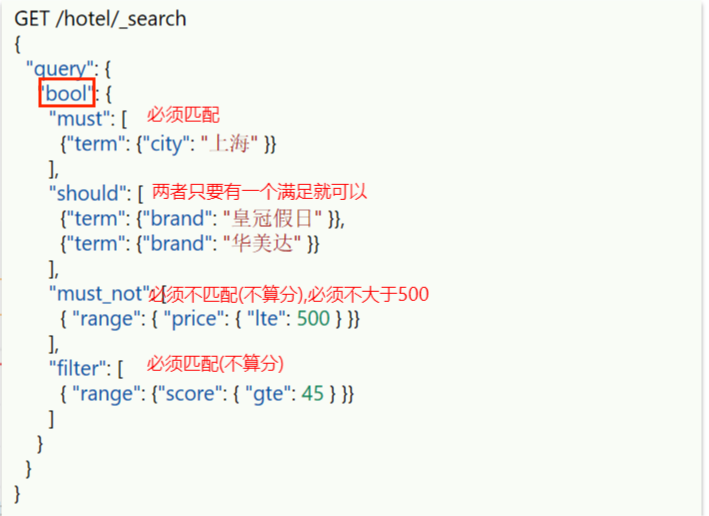 GET /hotel/_search
{
"query": {
"bool": {
"must": [ 必须匹配
{"term": {"city": "上海" }}
],
"should": [ 两者只要有一个满足就可以
{"term": {"brand": "皇冠假日" }},
{"term": {"brand": "华美达" }}
],
"must_not": [ 必须不匹配(不算分),必须不大于500
{ "range": { "price": { "lte": 500 } }}
],
"filter": [ 必须匹配(不算分)
{ "range": {"score": { "gte": 45 } }}
]
}
}
}